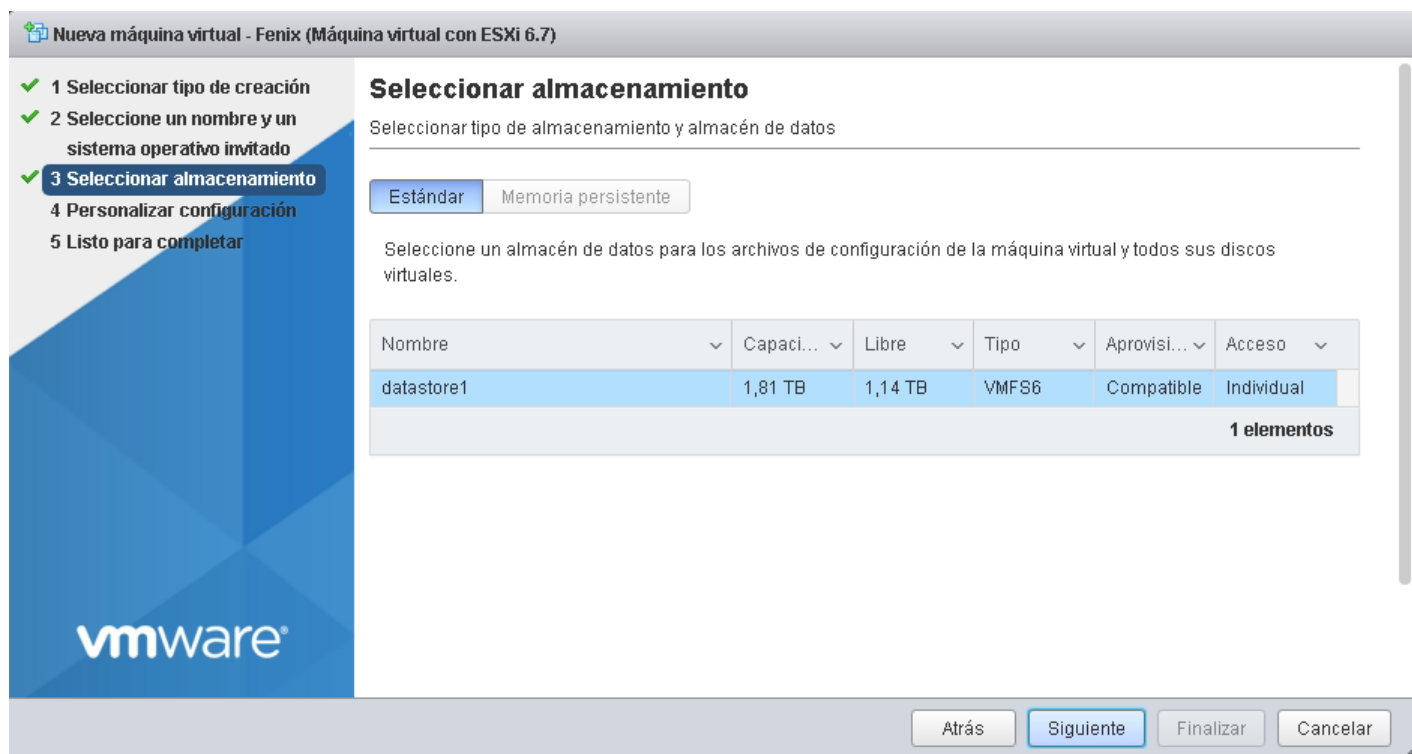 Nueva máquina virtual - Fenix (Máquina virtual con ESXi 6.7)
1 Seleccionar tipo de creación
2 Seleccione un nombre y un
sistema operativo invitado
3 Seleccionar almacenamiento
4 Personalizar configuración
5 Listo para completar
vmware®
Seleccionar almacenamiento
Seleccionar tipo de almacenamiento y almacén de datos
Estándar Memoria persistente
Seleccione un almacén de datos para los archivos de configuración de la máquina virtual y todos sus discos
virtuales.
Nombre Capaci... Libre Tipo Aprovisi... Acceso
datastore1 1,81 TB 1,14 TB VMFS6 Compatible Individual
1 elementos
Atrás Siguiente Finalizar Cancelar